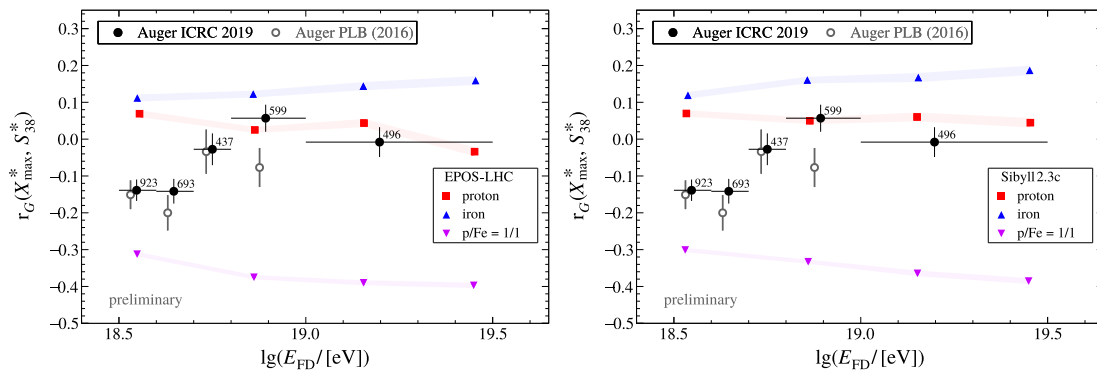 Auger ICRC 2019 Auger PLB (2016)
0.3
0.2
0.1
0.0
−0.1
−0.2
−0.3
−0.4
−0.5
r_G(X*_max, S*_38)
923
693
437
599
496
EPOS-LHC
proton
iron
p/Fe = 1/1
preliminary
18.5 19.0 19.5
lg(E_FD/[eV])
Auger ICRC 2019 Auger PLB (2016)
0.3
0.2
0.1
0.0
−0.1
−0.2
−0.3
−0.4
−0.5
r_G(X*_max, S*_38)
923
693
437
599
496
Sibyll2.3c
proton
iron
p/Fe = 1/1
preliminary
18.5 19.0 19.5
lg(E_FD/[eV])